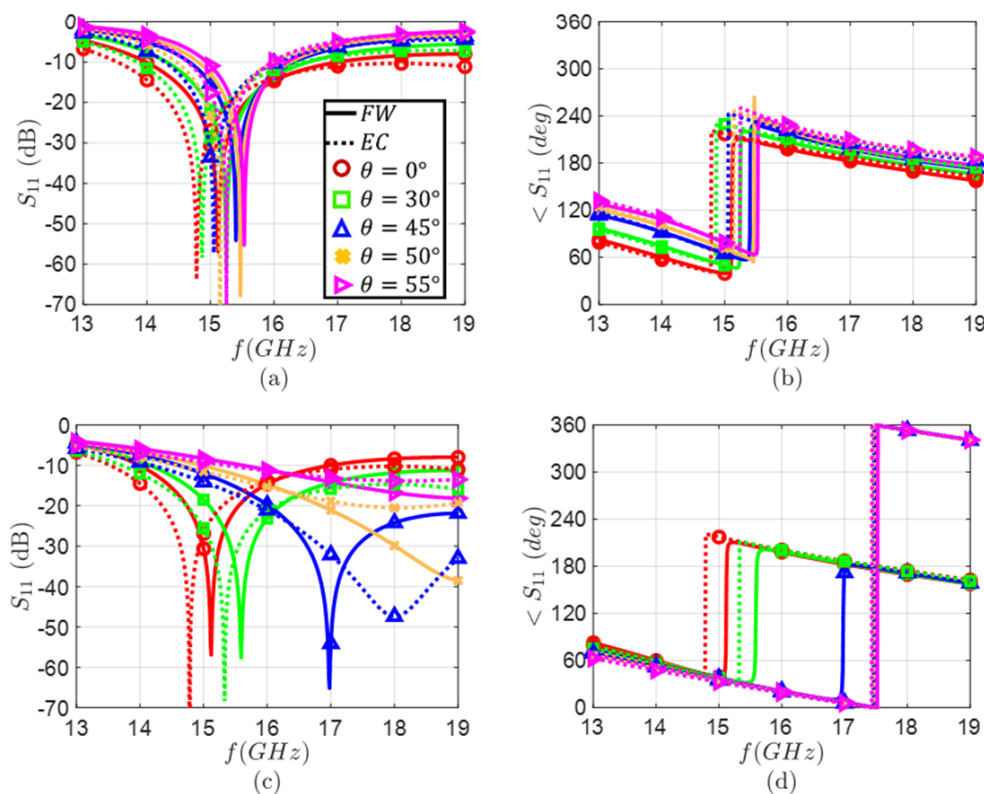 0
-10
-20
-30
-40
-50
-60
-70
S11 (dB)
13 14 15 16 17 18 19
f(GHz)
(a)
FW
EC
θ = 0°
θ = 30°
θ = 45°
θ = 50°
θ = 55°
360
300
240
180
120
60
0
< S11 (deg)
13 14 15 16 17 18 19
f(GHz)
(b)
0
-10
-20
-30
-40
-50
-60
-70
S11 (dB)
13 14 15 16 17 18 19
f(GHz)
(c)
360
300
240
180
120
60
0
< S11 (deg)
13 14 15 16 17 18 19
f(GHz)
(d)